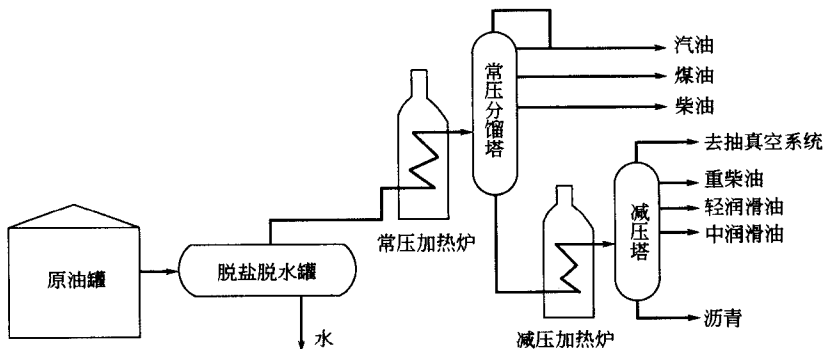 汽油
煤油
柴油
常压分馏塔
去抽真空系统
重柴油
轻润滑油
中润滑油
减压塔
常压加热炉
原油罐
脱盐脱水罐
水
减压加热炉
沥青